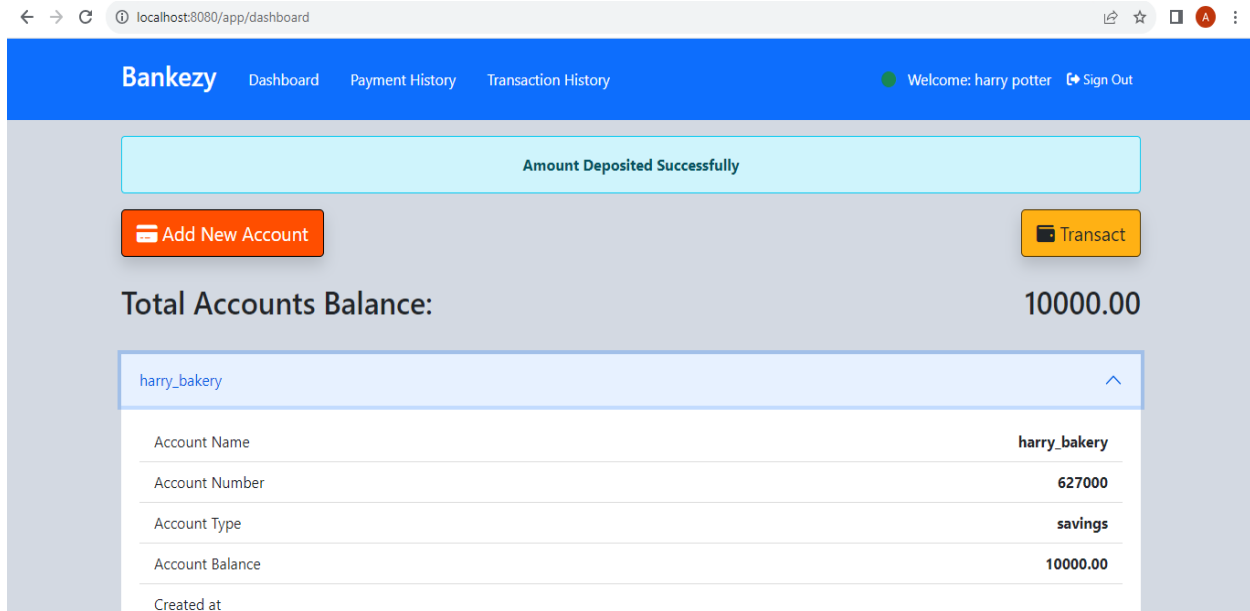 localhost:8080/app/dashboard
A
Bankezy Dashboard Payment History Transaction History Welcome: harry potter Sign Out
Amount Deposited Successfully
Add New Account Transact
Total Accounts Balance: 10000.00
harry_bakery
Account Name harry_bakery
Account Number 627000
Account Type savings
Account Balance 10000.00
Created at